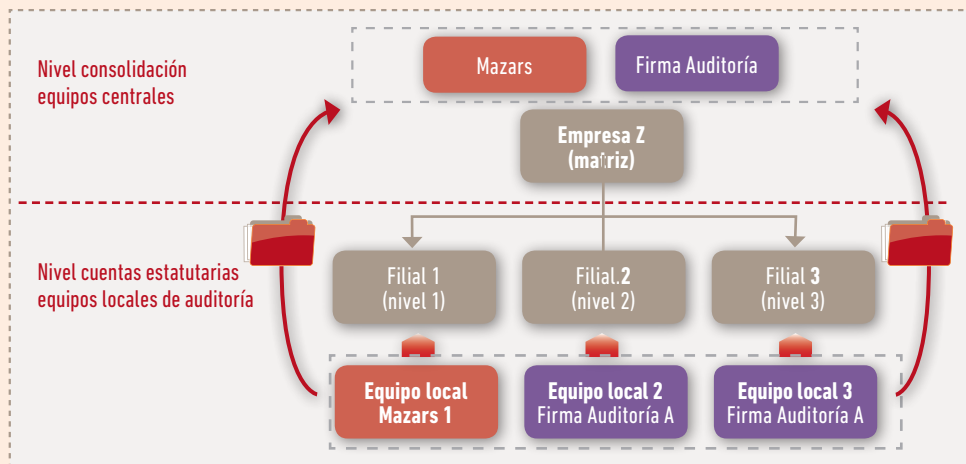 Nivel consolidación
equipos centrales
Mazars
Firma Auditoría
Empresa Z
(matriz)
Nivel cuentas estatutarias
equipos locales de auditoría
Filial 1
(nivel 1)
Filial.2
(nivel 2)
Filial 3
(nivel 3)
Equipo local
Mazars 1
Equipo local 2
Firma Auditoría A
Equipo local 3
Firma Auditoría A